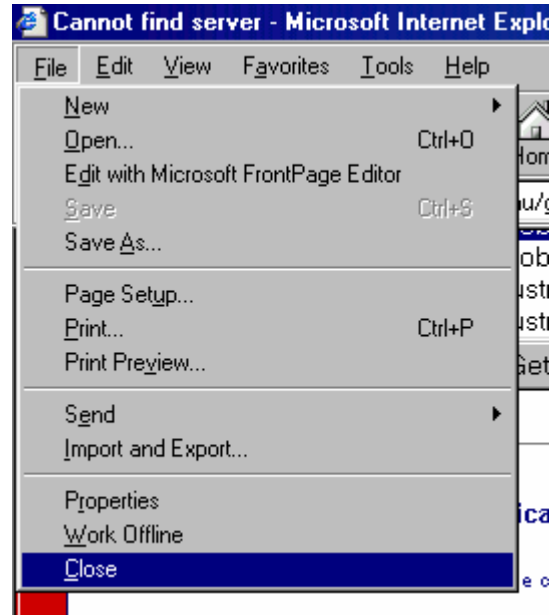 Cannot find server - Microsoft Internet Explo
File Edit View Favorites Tools Help
New
Open... Ctrl+O
Edit with Microsoft FrontPage Editor
Save Ctrl+S
Save As...
Page Setup...
Print... Ctrl+P
Print Preview...
Send
Import and Export...
Properties
Work Offline
Close